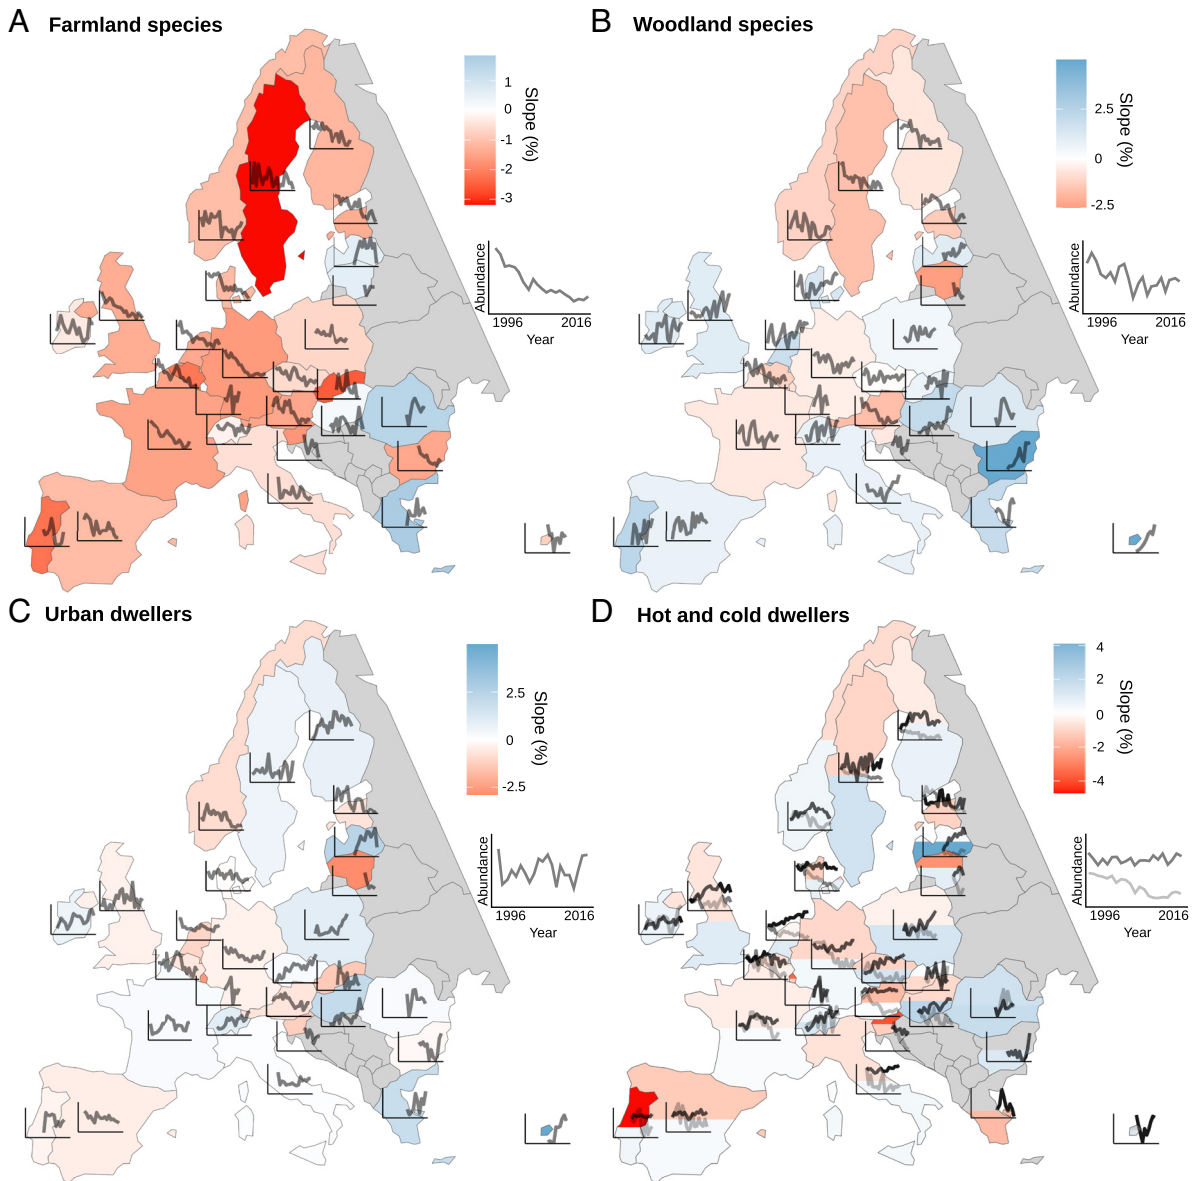 A Farmland species
1
0
-1
-2
-3
Slope (%)
Abundance
1996 2016
Year
B Woodland species
2.5
0
-2.5
Slope (%)
Abundance
1996 2016
Year
C Urban dwellers
2.5
0
-2.5
Slope (%)
Abundance
1996 2016
Year
D Hot and cold dwellers
4
2
0
-2
-4
Slope (%)
Abundance
1996 2016
Year